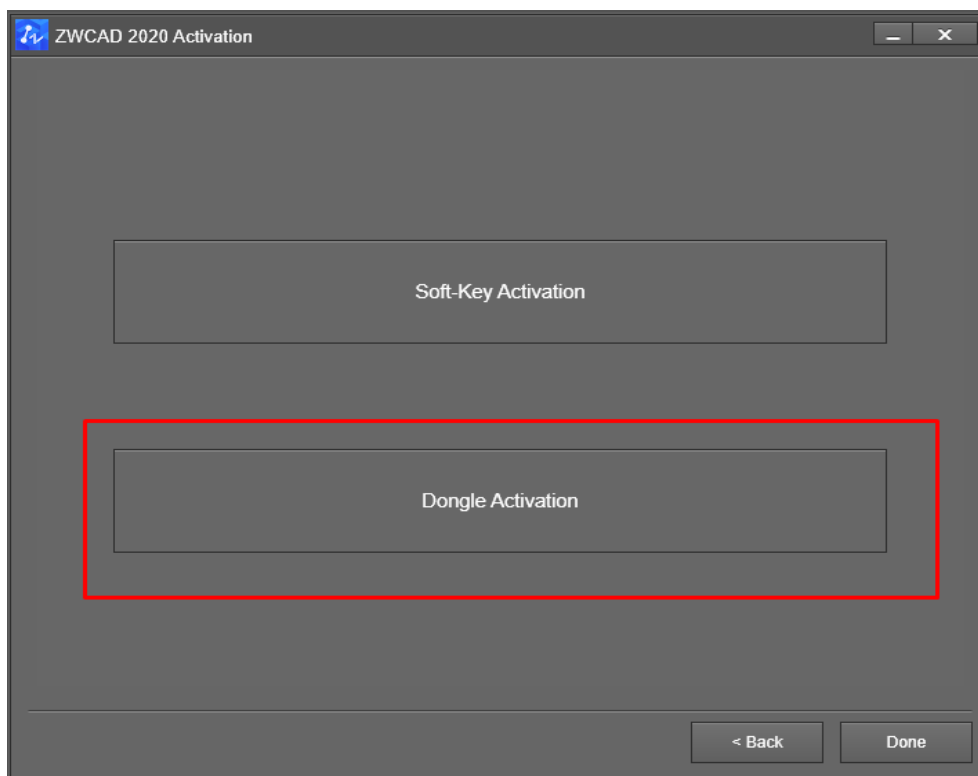 ZWCAD 2020 Activation
Soft-Key Activation
Dongle Activation
< Back
Done